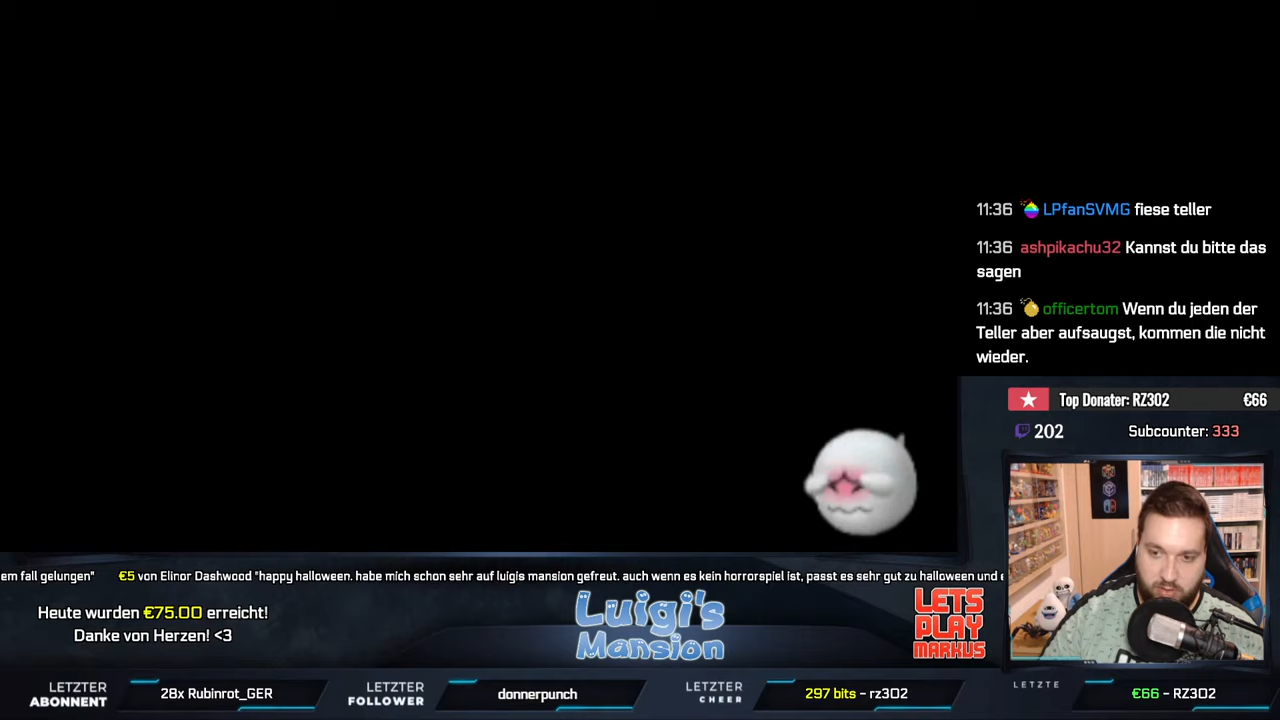 11:36 LPfanSVMG fiese teller
11:36 ashpikachu32 Kannst du bitte das
sagen
11:36 officertom Wenn du jeden der
Teller aber aufsaugst, kommen die nicht
wieder.
Top Donater: RZ302 €66
202 Subcounter: 333
em fall gelungen" €5 von Elinor Dashwood "happy halloween. habe mich schon sehr auf luigis mansion gefreut. auch wenn es kein horrorspiel ist, passt es sehr gut zu halloween und
Heute wurden €75.00 erreicht!
Danke von Herzen! <3
Luigi's
Mansion
LETS
PLAY
MARKUS
LETZTER
ABONNENT
28x Rubinrot_GER
LETZTER
FOLLOWER
donnerpunch
LETZTER
CHEER
297 bits - rz302
LETZTE
€66 - RZ302